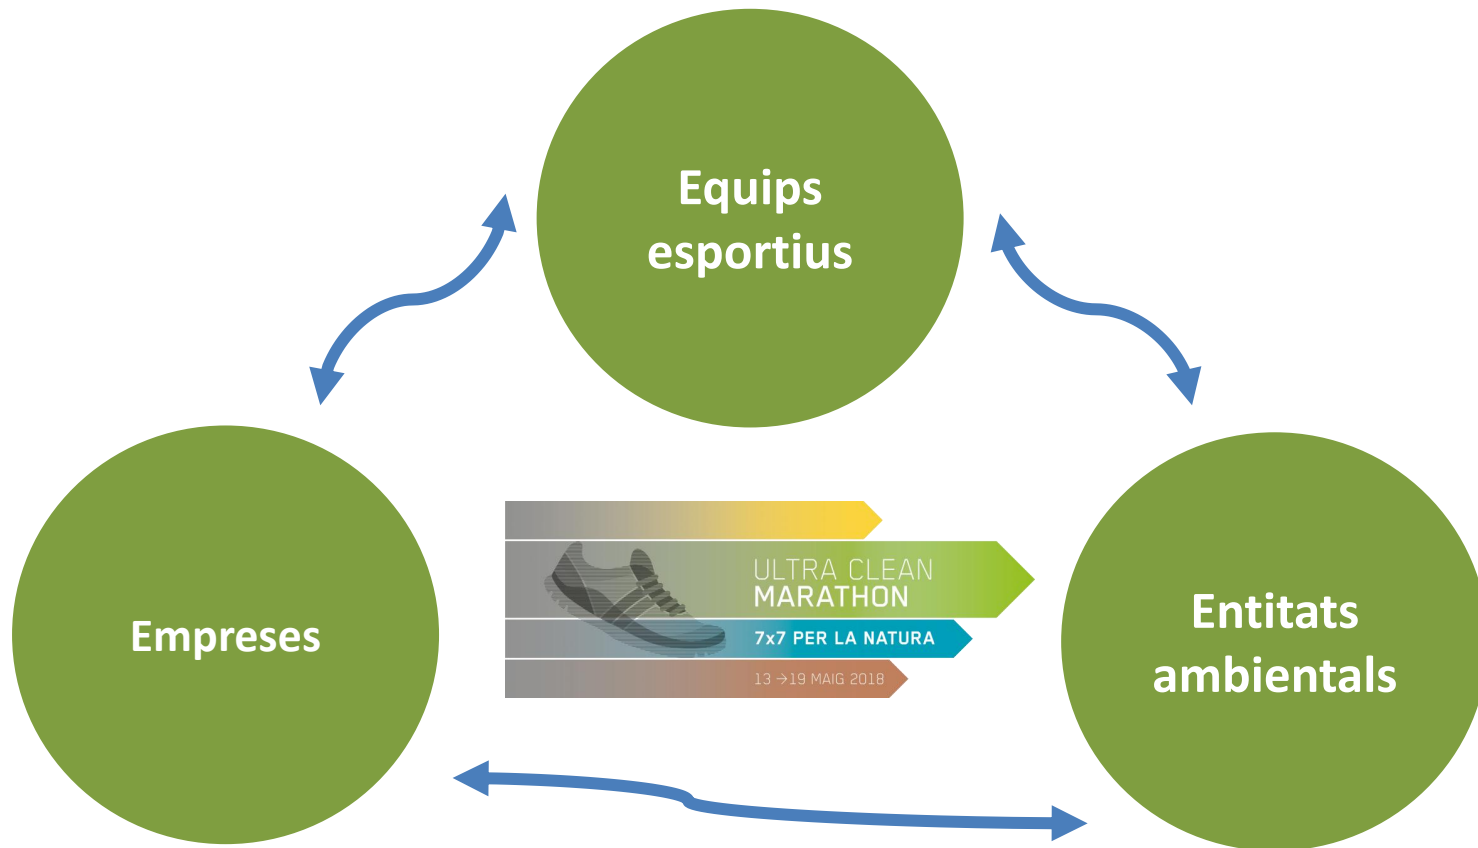 Equips
esportius
Empreses
ULTRA CLEAN
MARATHON
7x7 PER LA NATURA
13 → 19 MAIG 2018
Entitats
ambientals